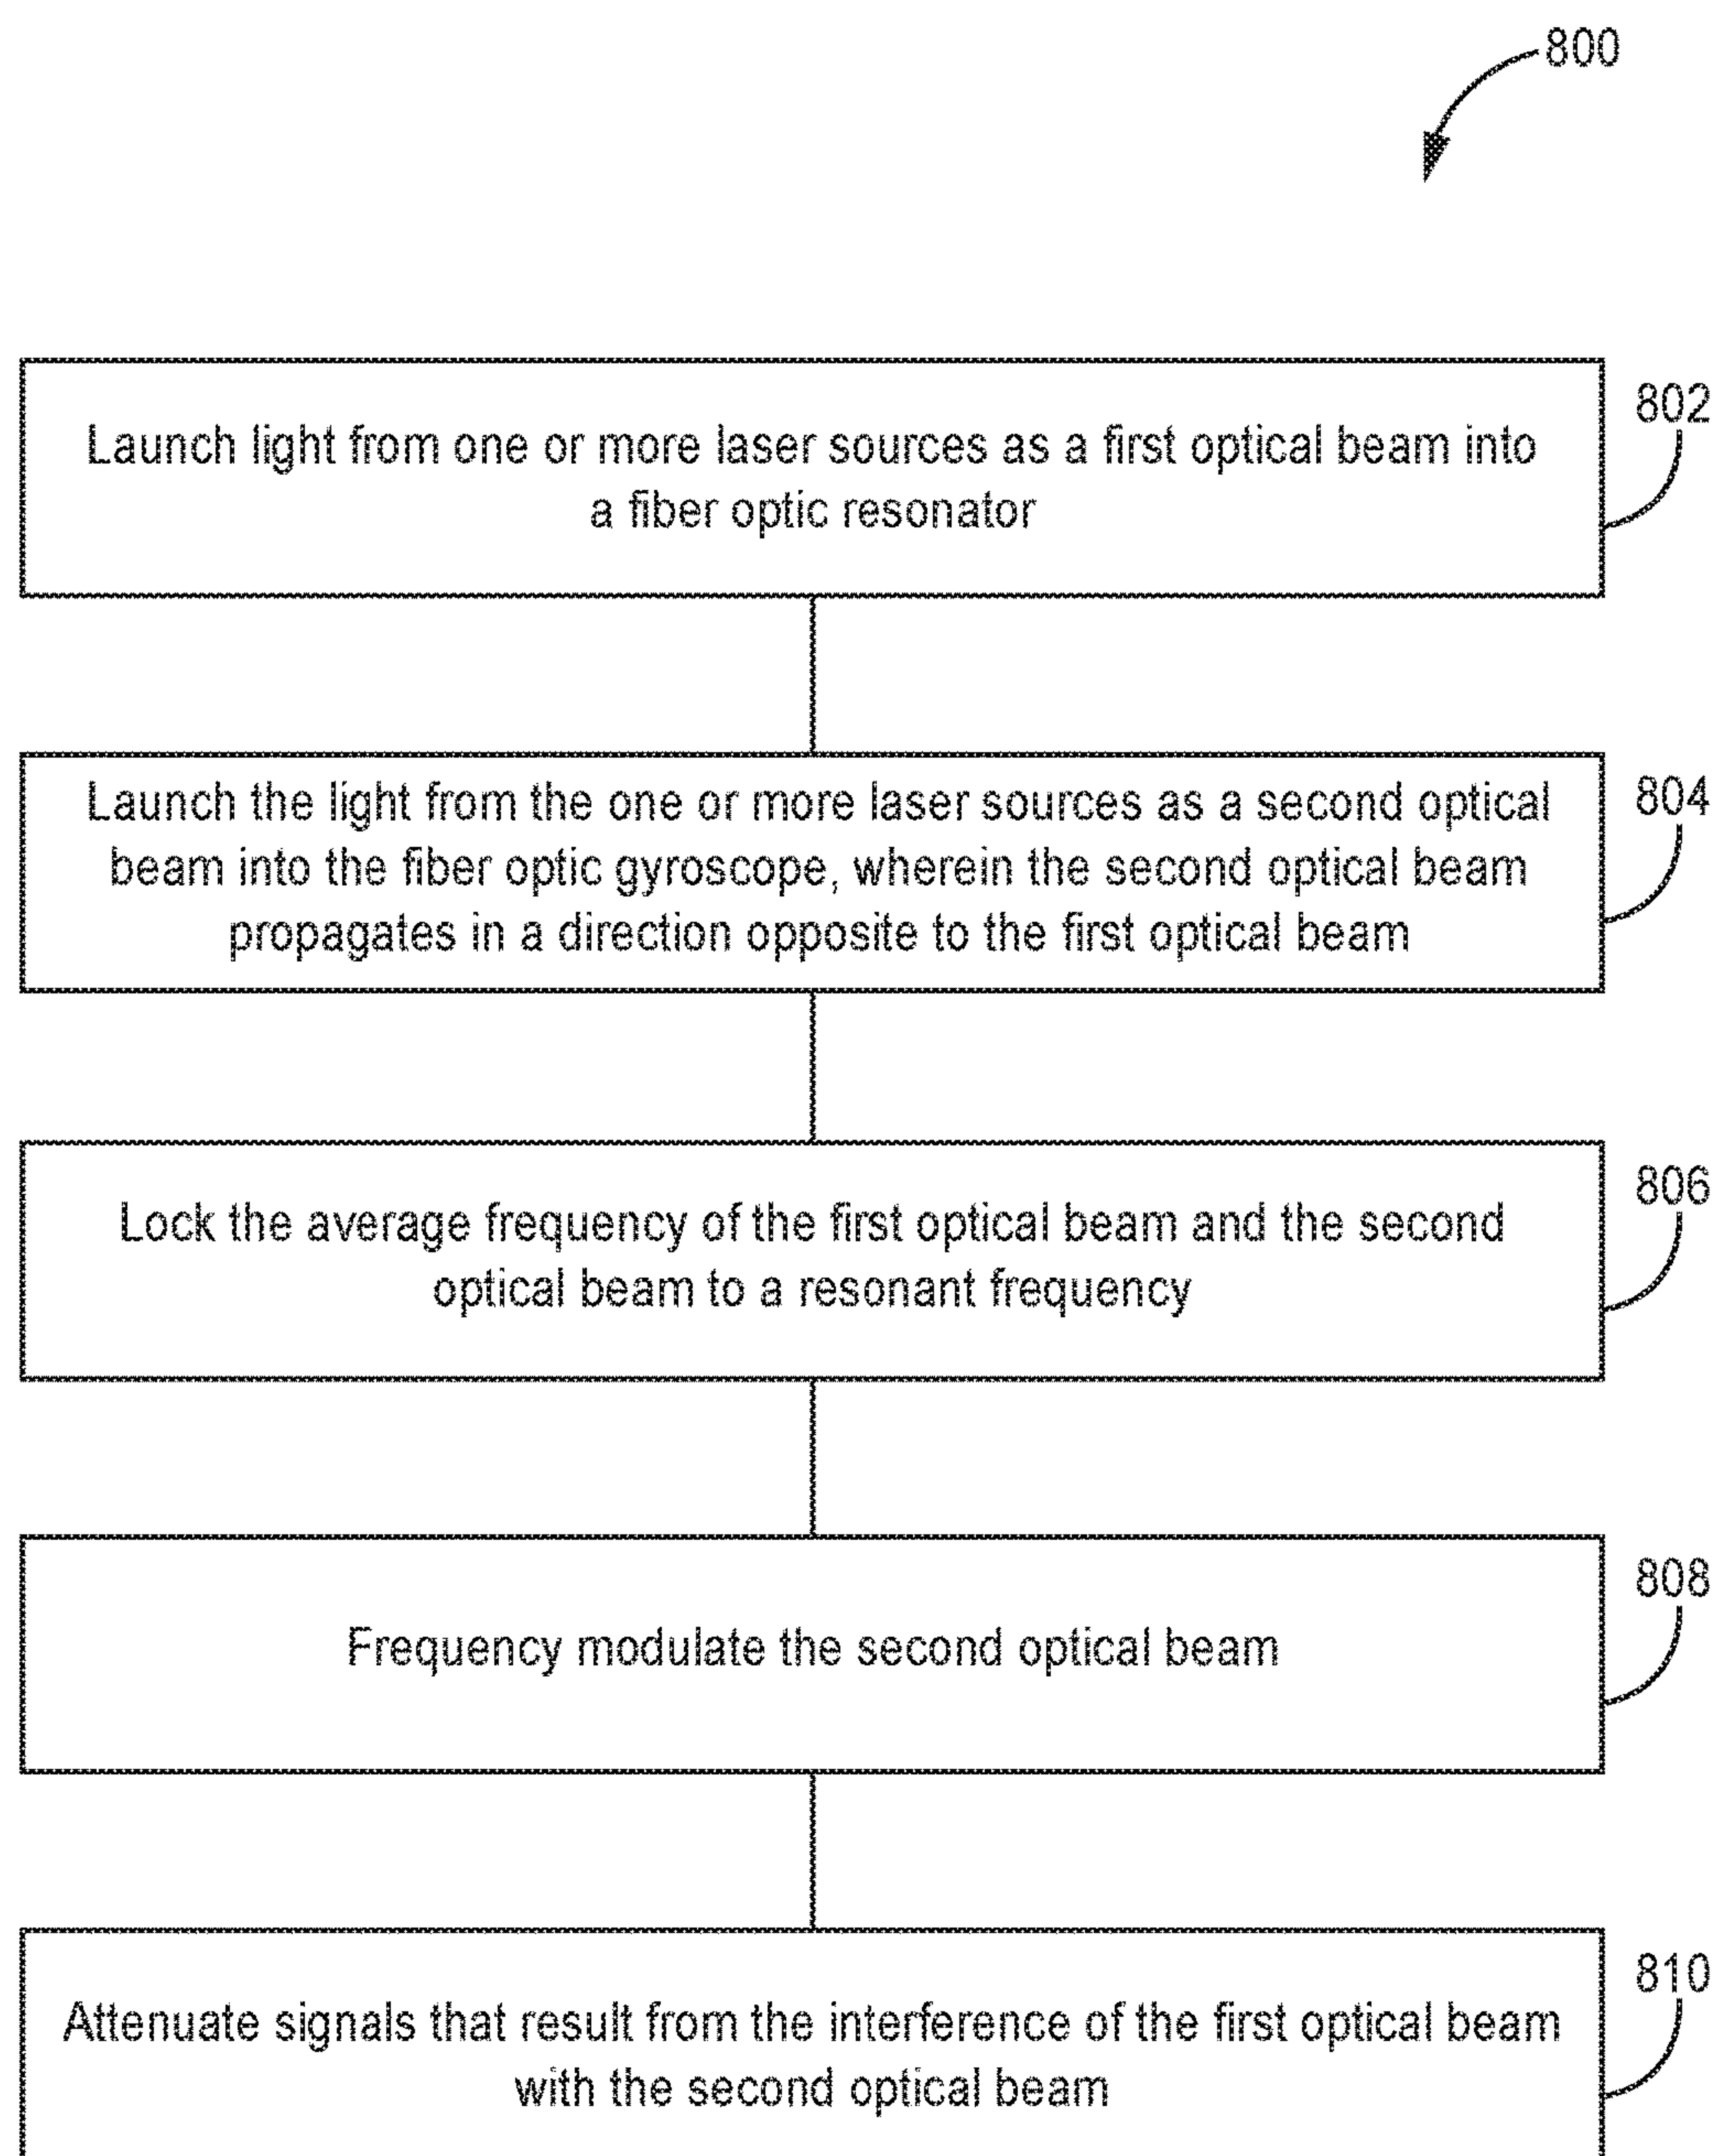 800
802
Launch light from one or more laser sources as a first optical beam into
a fiber optic resonator
804
Launch the light from the one or more laser sources as a second optical
beam into the fiber optic gyroscope, wherein the second optical beam
propagates in a direction opposite to the first optical beam
806
Lock the average frequency of the first optical beam and the second
optical beam to a resonant frequency
808
Frequency modulate the second optical beam
810
Attenuate signals that result from the interference of the first optical beam
with the second optical beam